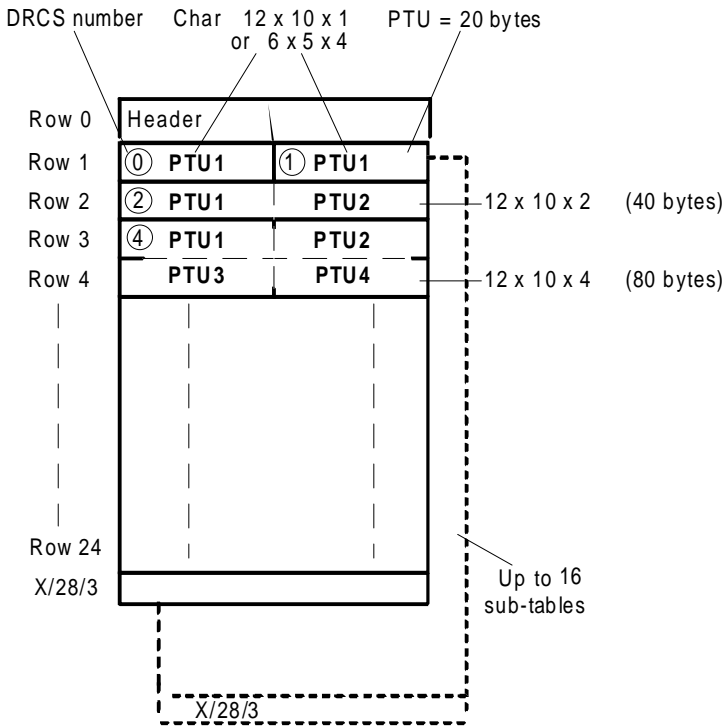 DRCS number Char 12 x 10 x 1 PTU = 20 bytes
or 6 x 5 x 4
Row 0 Header
Row 1 0 PTU1 1 PTU1
Row 2 2 PTU1 PTU2 12 x 10 x 2 (40 bytes)
Row 3 4 PTU1 PTU2
Row 4 PTU3 PTU4 12 x 10 x 4 (80 bytes)
Row 24
X/28/3
Up to 16
sub-tables
X/28/3